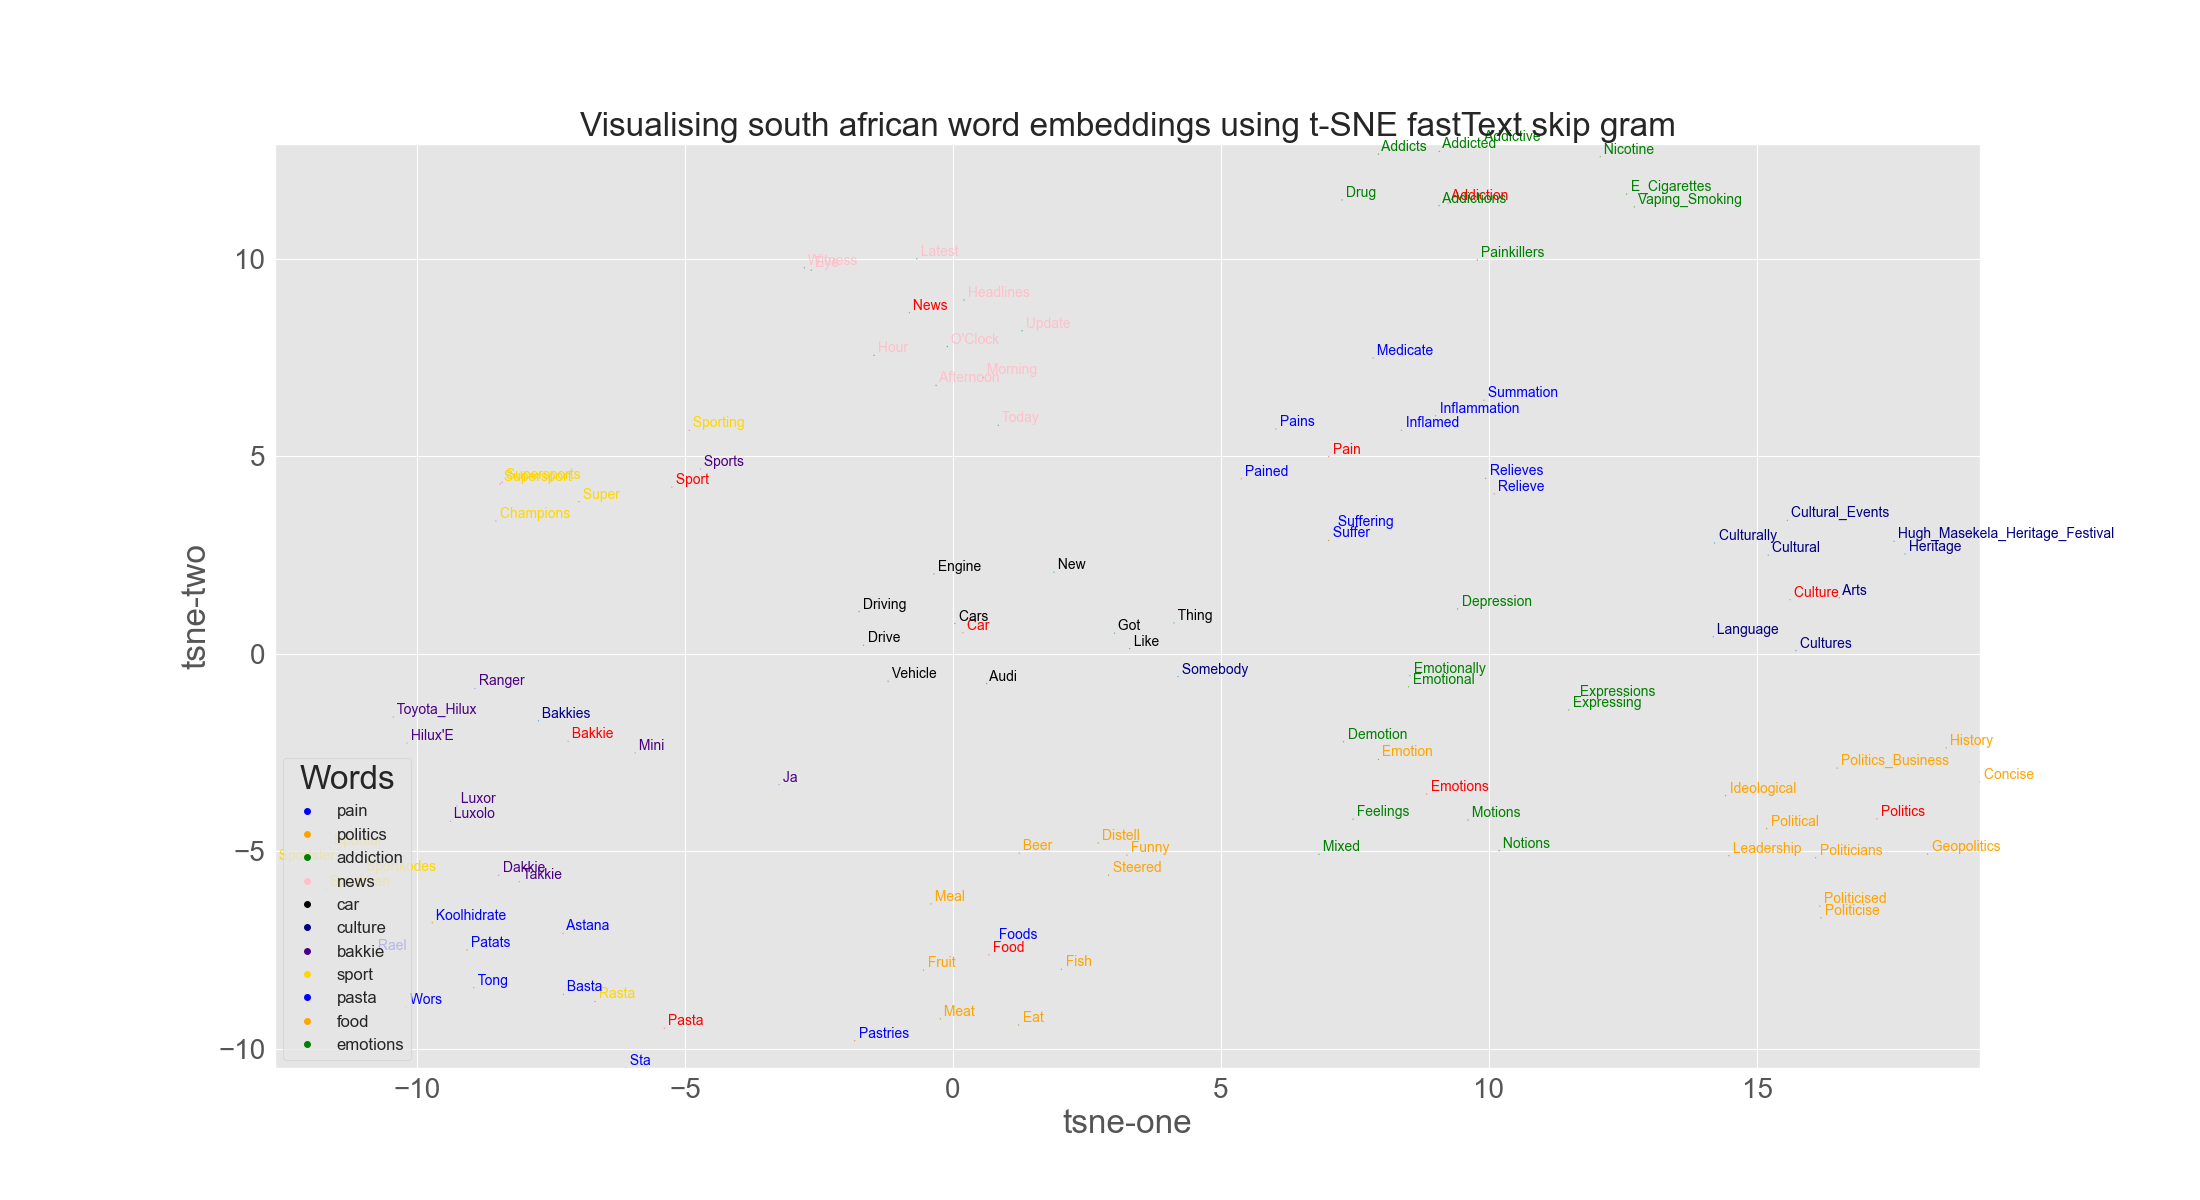 Visualising south african word embeddings using t-SNE fastText skip gram
Addictive
Addicts
Addicted
Nicotine
E_Cigarettes
Drug
Addiction
Addictions
Vaping_Smoking
Painkillers
Latest
Witness
Eye
Headlines
News
Update
O'Clock
Hour
Morning
Afternoon
Today
Medicate
Summation
Inflammation
Pains
Inflamed
Pain
Sporting
Sports
Sport
Supersports
Supersport
Super
Champions
Pained
Relieves
Relieve
Suffering
Suffer
Cultural_Events
Culturally
Hugh_Masekela_Heritage_Festival
Cultural
Heritage
Engine
New
Culture
Arts
Driving
Cars
Car
Thing
Got
Depression
Language
Drive
Like
Cultures
Vehicle
Audi
Somebody
Emotionally
Emotional
Expressions
Expressing
Ranger
Toyota_Hilux
Bakkies
Hilux'E
Bakkie
Mini
Demotion
Emotion
History
Politics_Business
Concise
Ja
Emotions
Ideological
Luxor
Luxolo
Feelings
Motions
Political
Politics
Distell
Beer
Funny
Mixed
Notions
Leadership
Politicians
Geopolitics
Steered
Dakkie
Takkie
Meal
Politicised
Politicise
Koolhidrate
Astana
Patats
Rael
Foods
Food
Fruit
Fish
Tong
Basta
Rasta
Wors
Meat
Eat
Pasta
Pastries
Sta
Words
pain
politics
addiction
news
car
culture
bakkie
sport
pasta
food
emotions
10
5
0
−5
−10
tsne-two
−10
−5
0
5
10
15
tsne-one